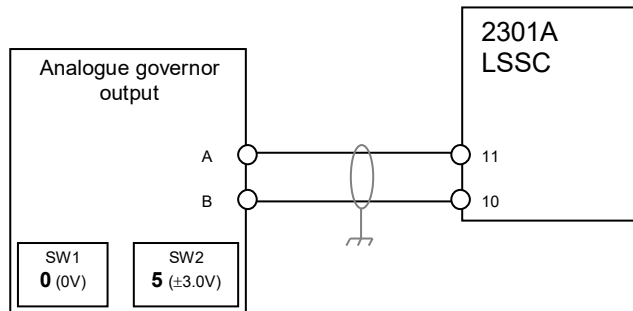 2301A
LSSC
Analogue governor
output
A
11
B
10
SW1
0 (0V)
SW2
5 (±3.0V)